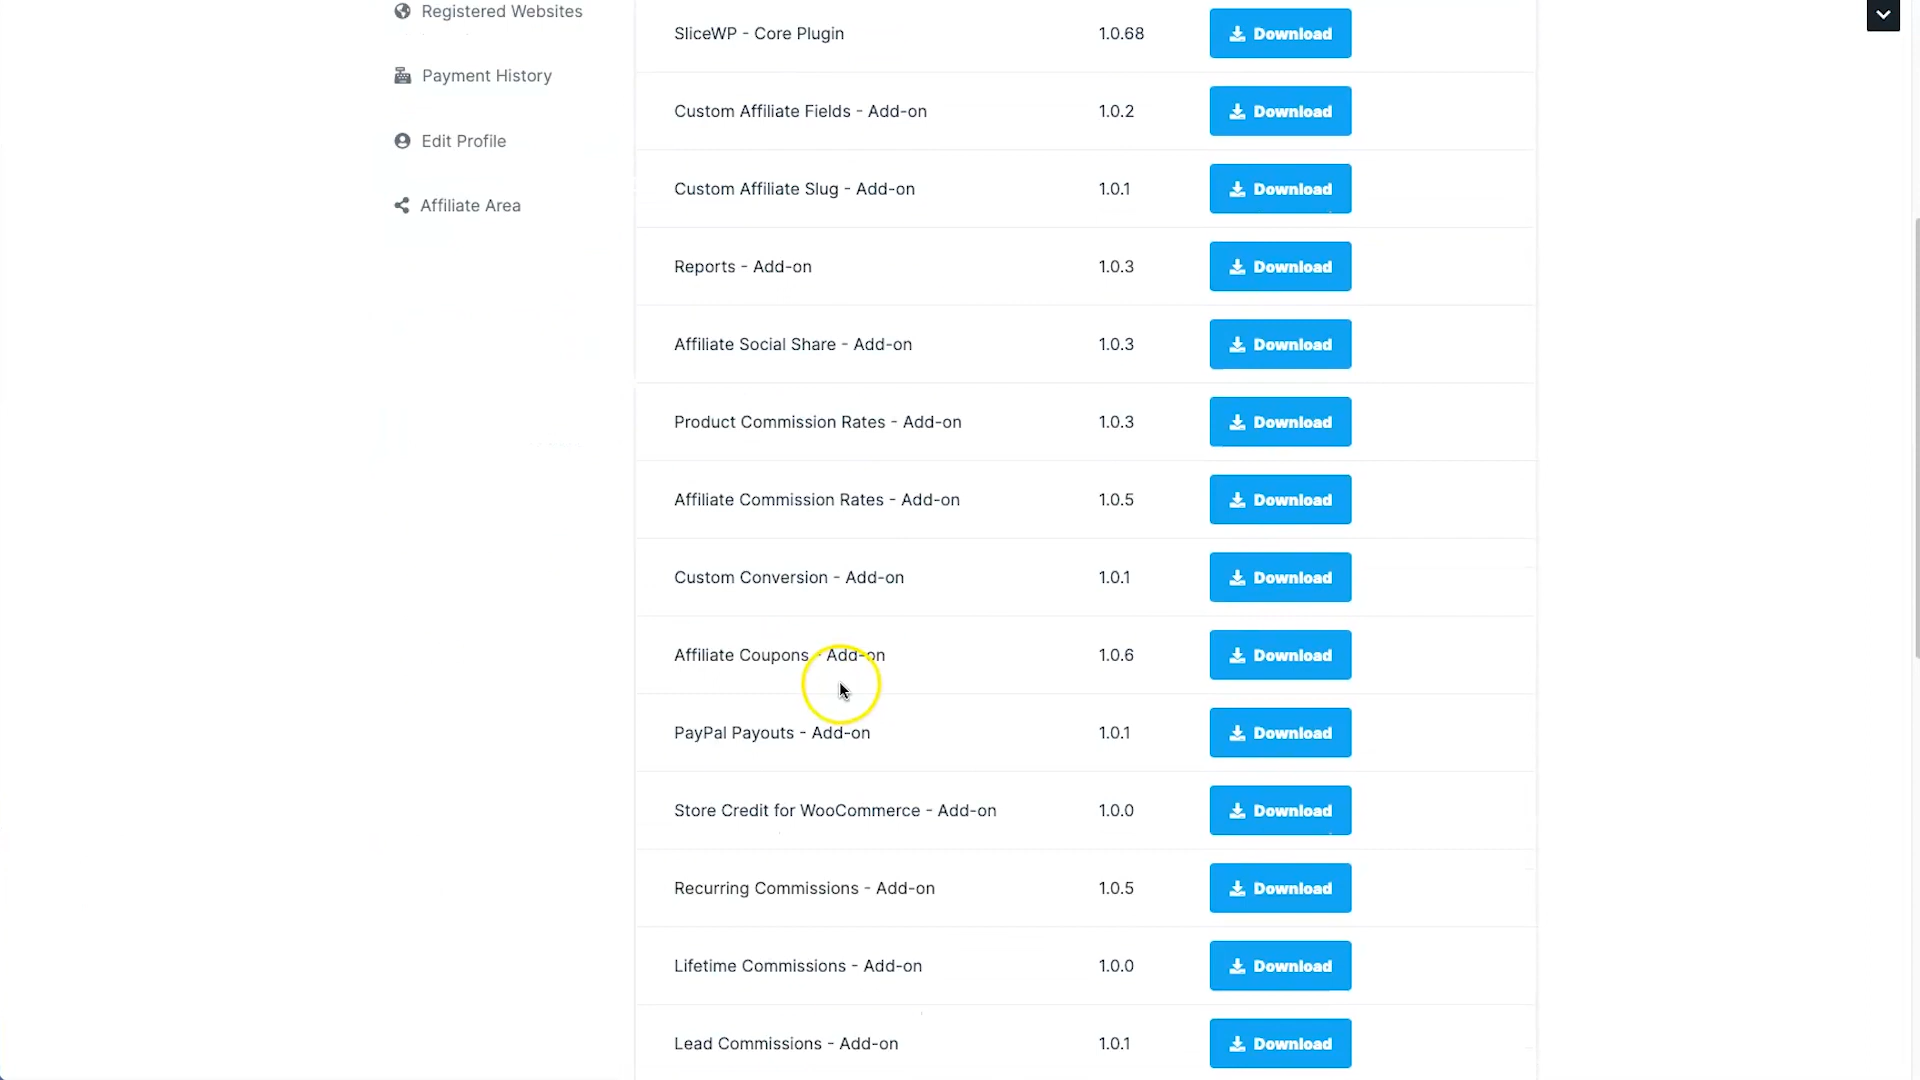 Registered Websites
Payment History
Edit Profile
Affiliate Area
SliceWP - Core Plugin 1.0.68 Download
Custom Affiliate Fields - Add-on 1.0.2 Download
Custom Affiliate Slug - Add-on 1.0.1 Download
Reports - Add-on 1.0.3 Download
Affiliate Social Share - Add-on 1.0.3 Download
Product Commission Rates - Add-on 1.0.3 Download
Affiliate Commission Rates - Add-on 1.0.5 Download
Custom Conversion - Add-on 1.0.1 Download
Affiliate Coupons - Add-on 1.0.6 Download
PayPal Payouts - Add-on 1.0.1 Download
Store Credit for WooCommerce - Add-on 1.0.0 Download
Recurring Commissions - Add-on 1.0.5 Download
Lifetime Commissions - Add-on 1.0.0 Download
Lead Commissions - Add-on 1.0.1 Download